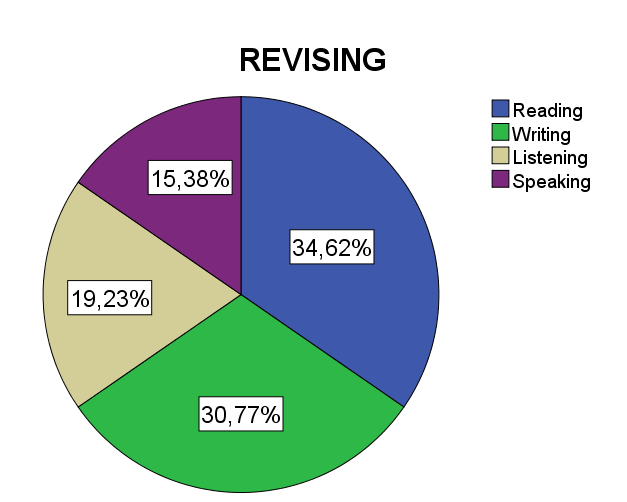 REVISING
Reading
Writing
Listening
Speaking
15,38%
34,62%
19,23%
30,77%